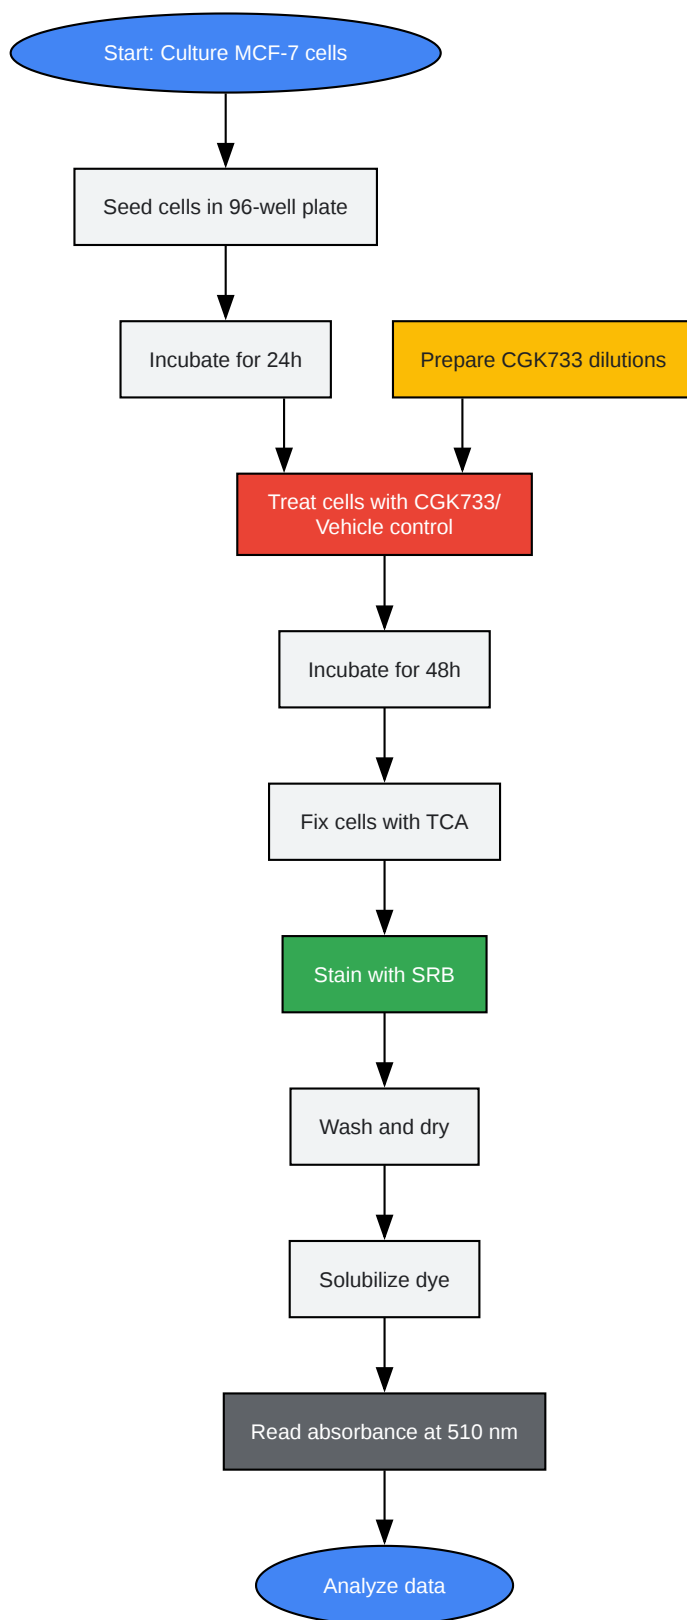 Start: Culture MCF-7 cells
Seed cells in 96-well plate
Incubate for 24h
Prepare CGK733 dilutions
Treat cells with CGK733/
Vehicle control
Incubate for 48h
Fix cells with TCA
Stain with SRB
Wash and dry
Solubilize dye
Read absorbance at 510 nm
Analyze data